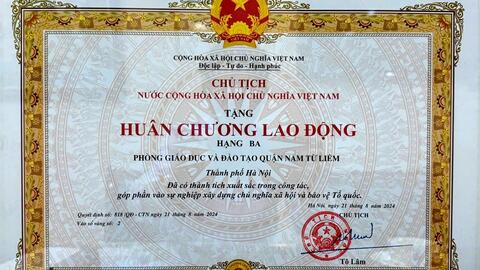 CỘNG HÒA XÃ HỘI CHỦ NGHĨA VIỆT NAM
Độc lập - Tự do - Hạnh phúc
CHỦ TỊCH
NƯỚC CỘNG HÒA XÃ HỘI CHỦ NGHĨA VIỆT NAM
TẶNG
HUÂN CHƯƠNG LAO ĐỘNG
HẠNG BA
PHÒNG GIÁO DỤC VÀ ĐÀO TẠO QUẬN NAM TỪ LIÊM
Thành phố Hà Nội
Đã có thành tích xuất sắc trong công tác,
góp phần vào sự nghiệp xây dựng chủ nghĩa xã hội và bảo vệ Tổ quốc.
Hà Nội, ngày 21 tháng 8 năm 2024
Quyết định số: 818 /QĐ - CTN ngày 21 tháng 8 năm 2024
CHỦ TỊCH
Vào sổ vàng số: 2
Tô Lâm